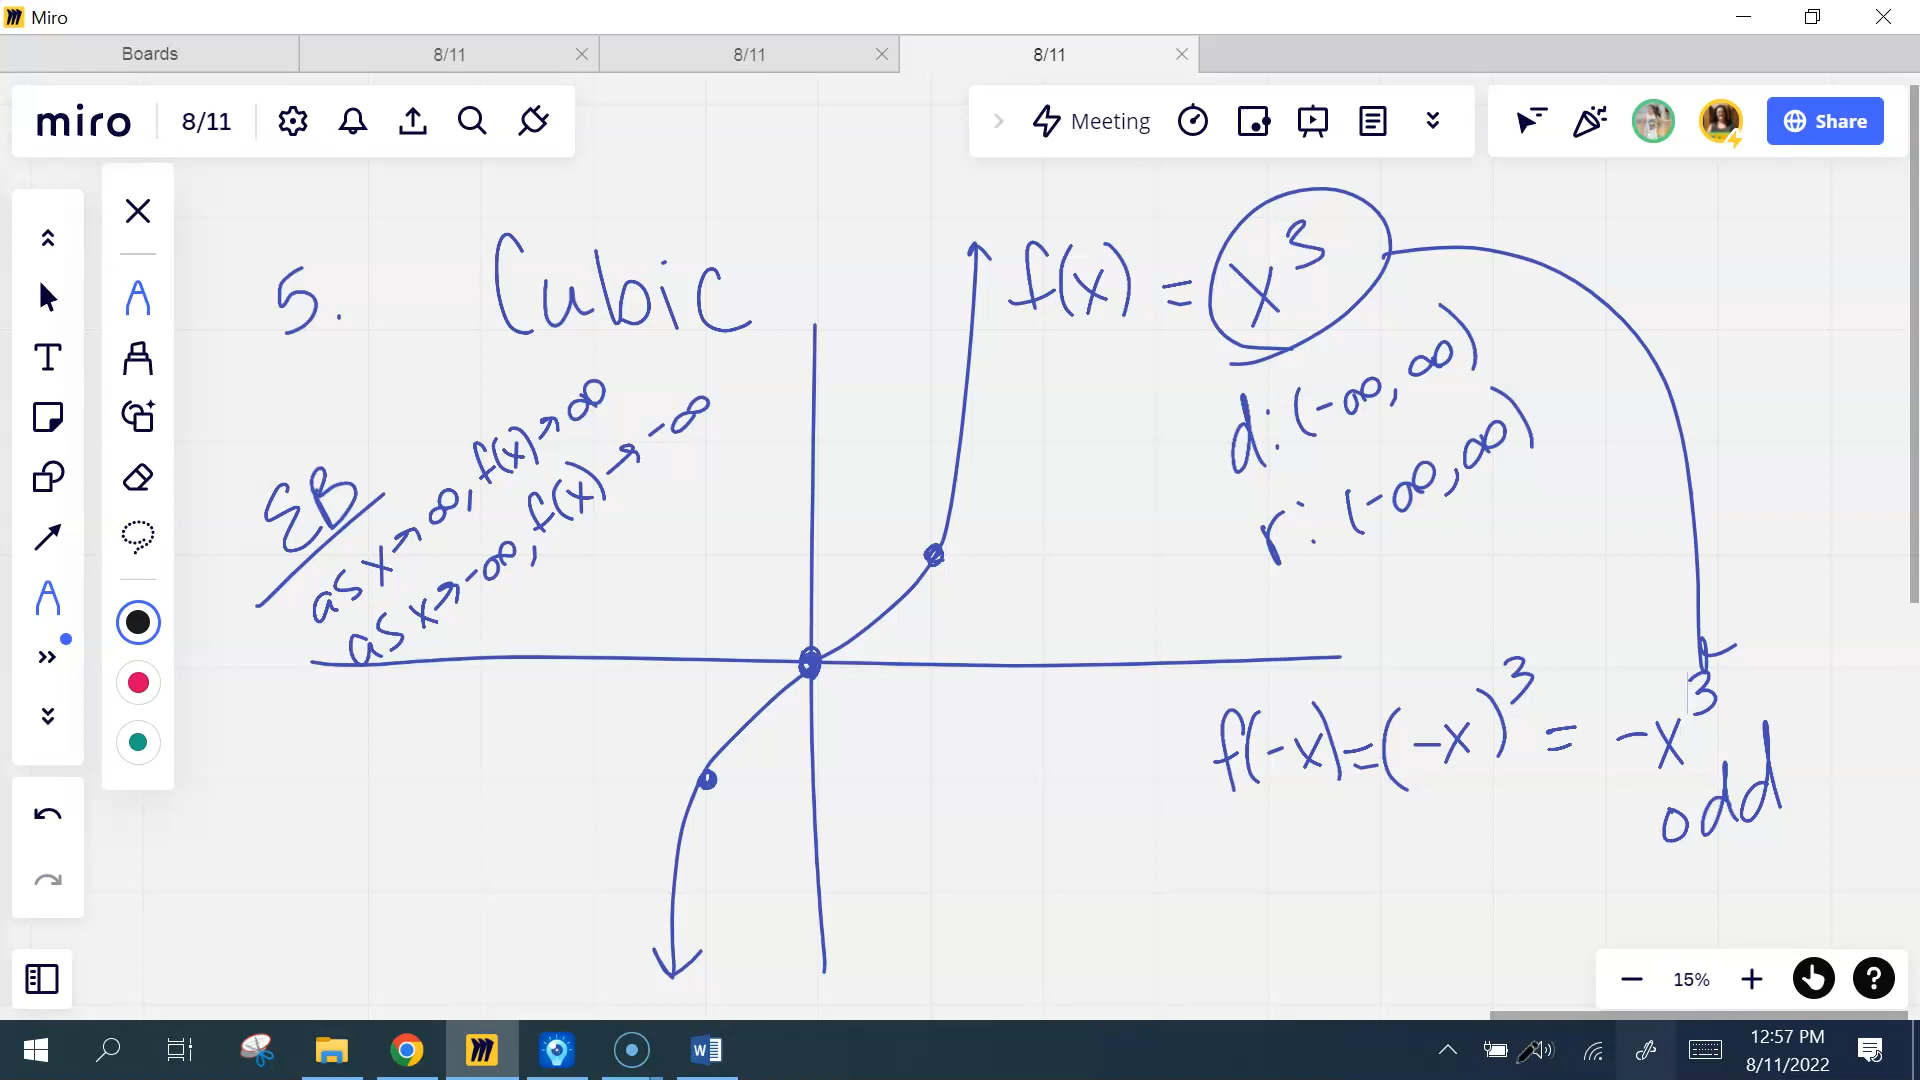 Miro
Boards
8/11
8/11
8/11
miro
8/11
Meeting
Share
5. Cubic
f(x) = x³
d: (-∞, ∞)
r: (-∞, ∞)
EB
as x→∞, f(x)→∞
as x→-∞, f(x)→-∞
f(-x)=(-x)³ = -x³
odd
15%
12:57 PM
8/11/2022